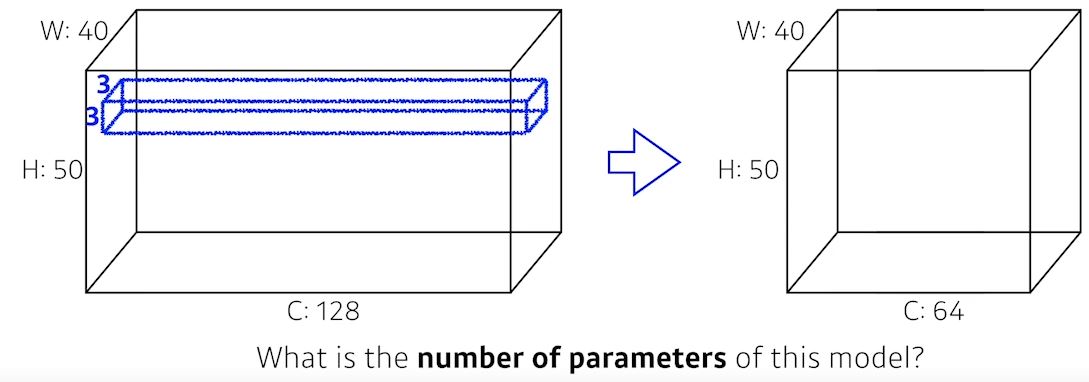 W: 40
3
3
H: 50
C: 128
W: 40
H: 50
C: 64
What is the number of parameters of this model?